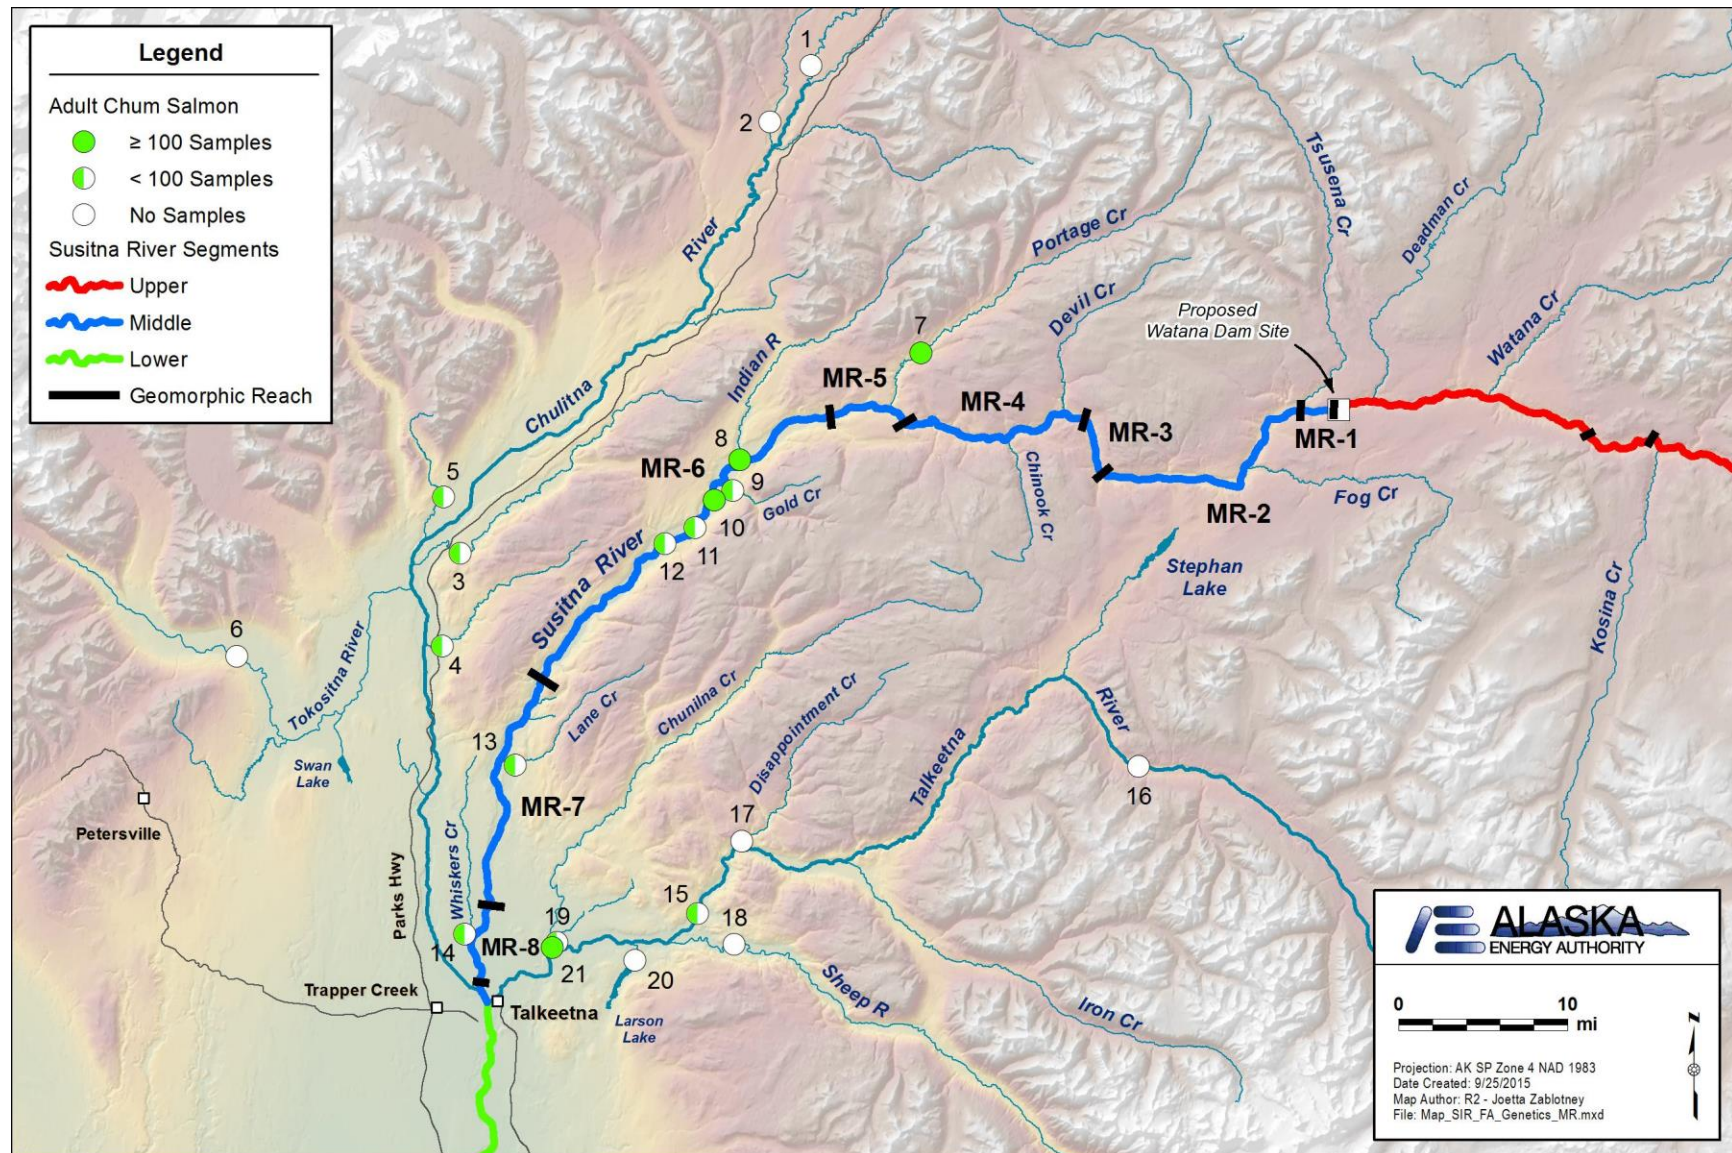 Legend
Adult Chum Salmon
≥ 100 Samples
< 100 Samples
No Samples
Susitna River Segments
Upper
Middle
Lower
Geomorphic Reach
1
2
River
Chulitna
Portage Cr
Tsusena Cr
Deadman Cr
Devil Cr
Proposed
Watana Dam Site
Watana Cr
Indian R
7
MR-5
MR-4
MR-3
MR-1
8
MR-6
9
Gold Cr
10
11
12
Chinook Cr
MR-2
Fog Cr
5
3
4
6
Susitna River
Stephan
Lake
Kosina Cr
Tokositna River
Swan
Lake
Lane Cr
Chunilna Cr
Disappointment Cr
River
Talkeetna
13
16
Petersville
MR-7
17
Parks Hwy
Whiskers Cr
15
18
14
MR-8
19
21
20
Sheep R
Iron Cr
Trapper Creek
Talkeetna
Larson
Lake
ALASKA
ENERGY AUTHORITY
0 10
mi
N
Projection: AK SP Zone 4 NAD 1983
Date Created: 9/25/2015
Map Author: R2 - Joetta Zablotney
File: Map_SIR_FA_Genetics_MR.mxd